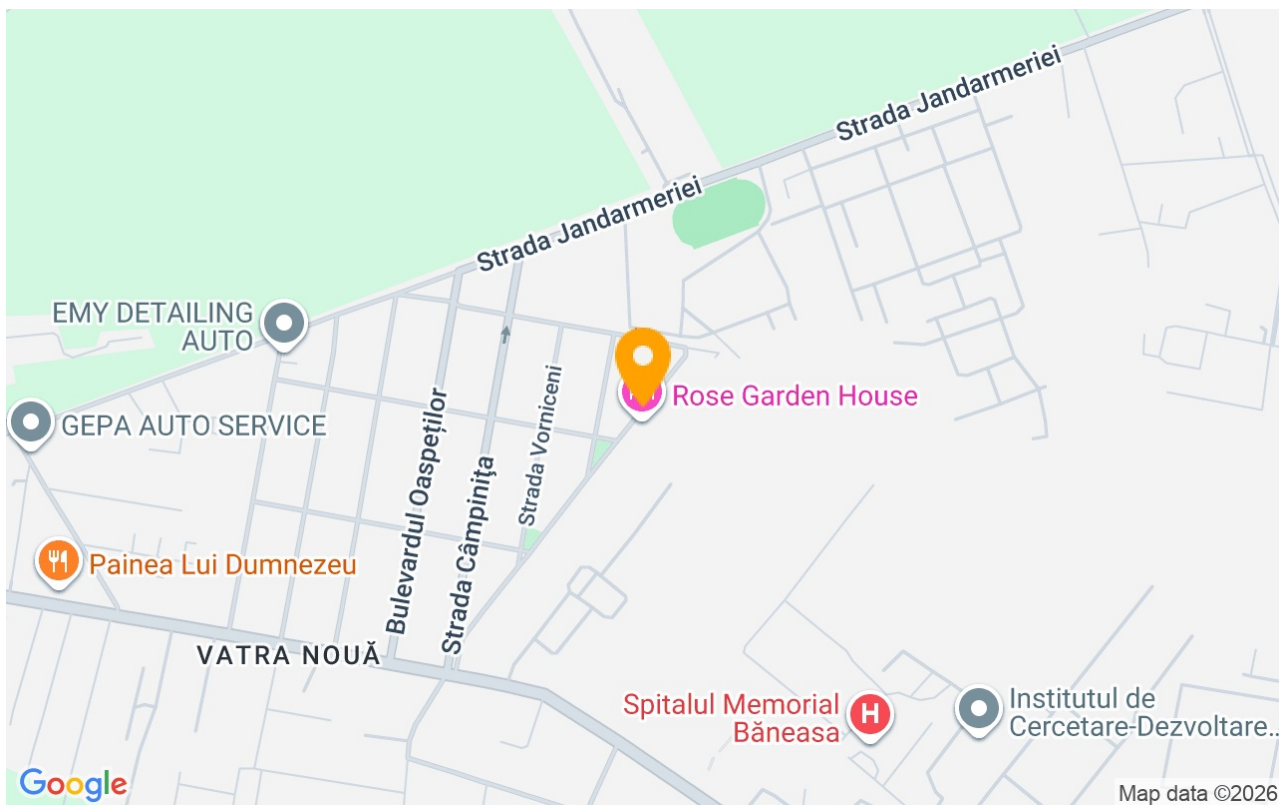 Strada Jandarmeriei
Strada Jandarmeriei
EMY DETAILING
AUTO
Rose Garden House
GEPA AUTO SERVICE
Bulevardul Oaspeților
Strada Câmpinița
Strada Vorniceni
Painea Lui Dumnezeu
VATRA NOUĂ
Spitalul Memorial
Băneasa
H
Institutul de
Cercetare-Dezvoltare...
Google
Map data ©2026